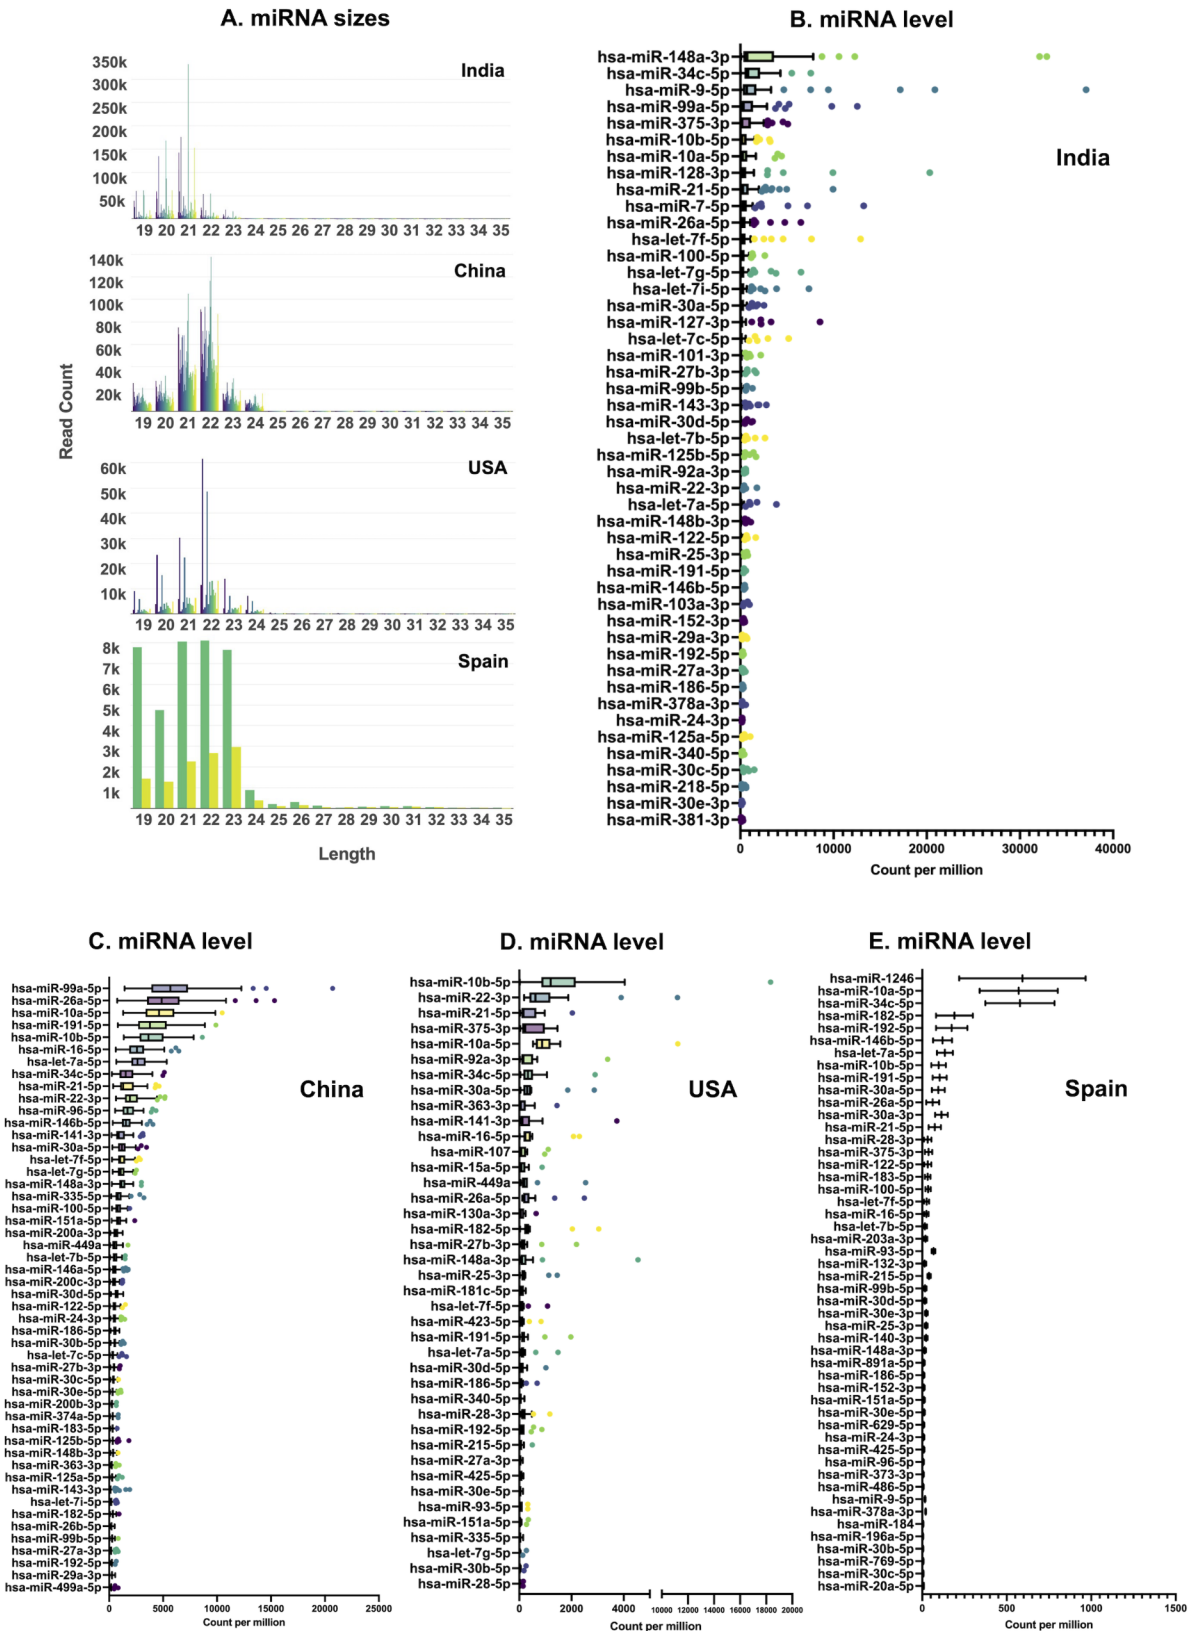 A. miRNA sizes
India
350k
300k
250k
200k
150k
100k
50k
19 20 21 22 23 24 25 26 27 28 29 30 31 32 33 34 35
China
140k
120k
100k
80k
60k
40k
20k
19 20 21 22 23 24 25 26 27 28 29 30 31 32 33 34 35
Read Count
USA
60k
50k
40k
30k
20k
10k
19 20 21 22 23 24 25 26 27 28 29 30 31 32 33 34 35
Spain
8k
7k
6k
5k
4k
3k
2k
1k
19 20 21 22 23 24 25 26 27 28 29 30 31 32 33 34 35
Length
B. miRNA level
India
hsa-miR-148a-3p
hsa-miR-34c-5p
hsa-miR-9-5p
hsa-miR-99a-5p
hsa-miR-375-3p
hsa-miR-10b-5p
hsa-miR-10a-5p
hsa-miR-128-3p
hsa-miR-21-5p
hsa-miR-7-5p
hsa-miR-26a-5p
hsa-let-7f-5p
hsa-miR-100-5p
hsa-let-7g-5p
hsa-let-7i-5p
hsa-miR-30a-5p
hsa-miR-127-3p
hsa-let-7c-5p
hsa-miR-101-3p
hsa-miR-27b-3p
hsa-miR-99b-5p
hsa-miR-143-3p
hsa-miR-30d-5p
hsa-let-7b-5p
hsa-miR-125b-5p
hsa-miR-92a-3p
hsa-miR-22-3p
hsa-let-7a-5p
hsa-miR-148b-3p
hsa-miR-122-5p
hsa-miR-25-3p
hsa-miR-191-5p
hsa-miR-146b-5p
hsa-miR-103a-3p
hsa-miR-152-3p
hsa-miR-29a-3p
hsa-miR-192-5p
hsa-miR-27a-3p
hsa-miR-186-5p
hsa-miR-378a-3p
hsa-miR-24-3p
hsa-miR-125a-5p
hsa-miR-340-5p
hsa-miR-30c-5p
hsa-miR-218-5p
hsa-miR-30e-3p
hsa-miR-381-3p
0 10000 20000 30000 40000
Count per million
C. miRNA level
China
hsa-miR-99a-5p
hsa-miR-26a-5p
hsa-miR-10a-5p
hsa-miR-191-5p
hsa-miR-10b-5p
hsa-miR-16-5p
hsa-let-7a-5p
hsa-miR-34c-5p
hsa-miR-21-5p
hsa-miR-22-3p
hsa-miR-96-5p
hsa-miR-146b-5p
hsa-miR-141-3p
hsa-miR-30a-5p
hsa-let-7f-5p
hsa-let-7g-5p
hsa-miR-148a-3p
hsa-miR-335-5p
hsa-miR-100-5p
hsa-miR-151a-5p
hsa-miR-200a-3p
hsa-miR-449a
hsa-let-7b-5p
hsa-miR-146a-5p
hsa-miR-200c-3p
hsa-miR-30d-5p
hsa-miR-122-5p
hsa-miR-24-3p
hsa-miR-186-5p
hsa-miR-30b-5p
hsa-let-7c-5p
hsa-miR-27b-3p
hsa-miR-30c-5p
hsa-miR-30e-5p
hsa-miR-200b-3p
hsa-miR-374a-5p
hsa-miR-183-5p
hsa-miR-125b-5p
hsa-miR-148b-3p
hsa-miR-363-3p
hsa-miR-125a-5p
hsa-miR-143-3p
hsa-let-7i-5p
hsa-miR-182-5p
hsa-miR-26b-5p
hsa-miR-99b-5p
hsa-miR-27a-3p
hsa-miR-192-5p
hsa-miR-29a-3p
hsa-miR-499a-5p
0 5000 10000 15000 20000 25000
Count per million
D. miRNA level
USA
hsa-miR-10b-5p
hsa-miR-22-3p
hsa-miR-21-5p
hsa-miR-375-3p
hsa-miR-10a-5p
hsa-miR-92a-3p
hsa-miR-34c-5p
hsa-miR-30a-5p
hsa-miR-363-3p
hsa-miR-141-3p
hsa-miR-16-5p
hsa-miR-107
hsa-miR-15a-5p
hsa-miR-449a
hsa-miR-26a-5p
hsa-miR-130a-3p
hsa-miR-182-5p
hsa-miR-27b-3p
hsa-miR-148a-3p
hsa-miR-25-3p
hsa-miR-181c-5p
hsa-let-7f-5p
hsa-miR-423-5p
hsa-miR-191-5p
hsa-let-7a-5p
hsa-miR-30d-5p
hsa-miR-186-5p
hsa-miR-340-5p
hsa-miR-28-3p
hsa-miR-192-5p
hsa-miR-215-5p
hsa-miR-27a-3p
hsa-miR-425-5p
hsa-miR-30e-5p
hsa-miR-93-5p
hsa-miR-151a-5p
hsa-miR-335-5p
hsa-let-7g-5p
hsa-miR-30b-5p
hsa-miR-28-5p
0 2000 4000 10000 12000 14000 16000 18000 20000
Count per million
E. miRNA level
Spain
hsa-miR-1246
hsa-miR-10a-5p
hsa-miR-34c-5p
hsa-miR-182-5p
hsa-miR-192-5p
hsa-miR-146b-5p
hsa-let-7a-5p
hsa-miR-10b-5p
hsa-miR-191-5p
hsa-miR-30a-5p
hsa-miR-26a-5p
hsa-miR-30a-3p
hsa-miR-21-5p
hsa-miR-28-3p
hsa-miR-375-3p
hsa-miR-122-5p
hsa-miR-183-5p
hsa-miR-100-5p
hsa-let-7f-5p
hsa-miR-16-5p
hsa-let-7b-5p
hsa-miR-203a-3p
hsa-miR-93-5p
hsa-miR-132-3p
hsa-miR-215-5p
hsa-miR-99b-5p
hsa-miR-30d-5p
hsa-miR-30e-3p
hsa-miR-25-3p
hsa-miR-140-3p
hsa-miR-148a-3p
hsa-miR-891a-5p
hsa-miR-186-5p
hsa-miR-152-3p
hsa-miR-151a-5p
hsa-miR-30e-5p
hsa-miR-629-5p
hsa-miR-24-3p
hsa-miR-425-5p
hsa-miR-96-5p
hsa-miR-373-3p
hsa-miR-486-5p
hsa-miR-9-5p
hsa-miR-378a-3p
hsa-miR-184
hsa-miR-196a-5p
hsa-miR-30b-5p
hsa-miR-769-5p
hsa-miR-30c-5p
hsa-miR-20a-5p
0 500 1000 1500
Count per million